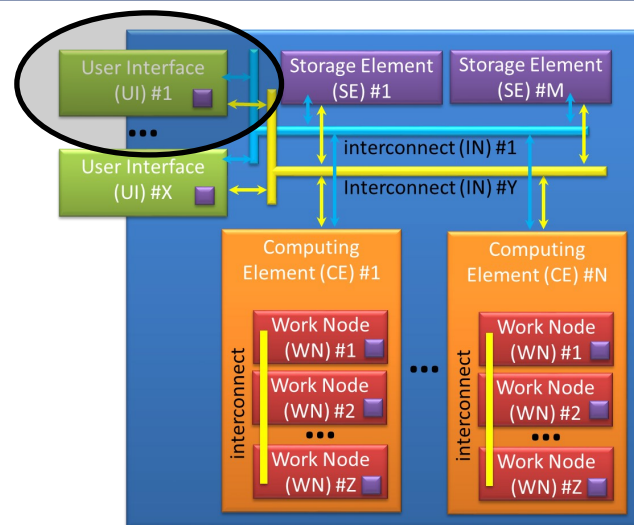 User Interface
(UI) #1
Storage Element
(SE) #1
Storage Element
(SE) #M
...
interconnect (IN) #1
User Interface
(UI) #X
Interconnect (IN) #Y
Computing
Element (CE) #1
interconnect
Work Node
(WN) #1
Work Node
(WN) #2
...
Work Node
(WN) #Z
...
Computing
Element (CE) #N
interconnect
Work Node
(WN) #1
Work Node
(WN) #2
...
Work Node
(WN) #Z